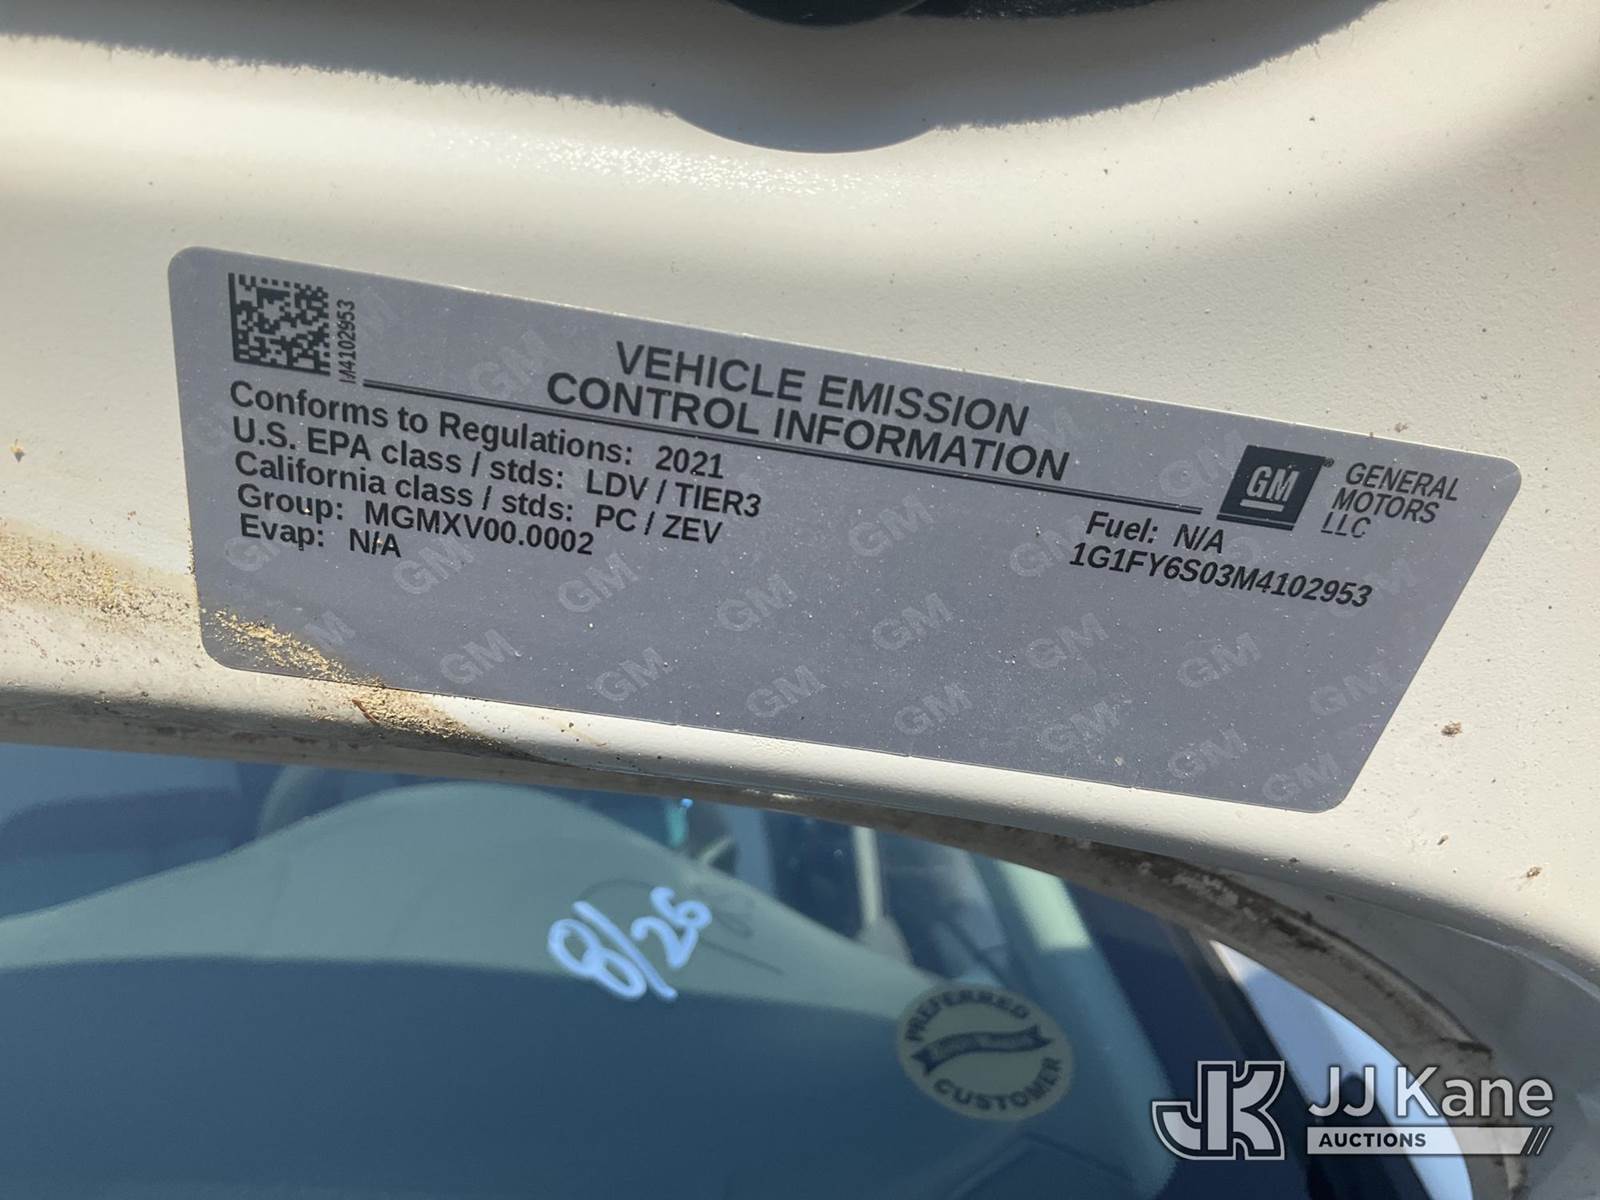 M4102953
VEHICLE EMISSION
CONTROL INFORMATION
Conforms to Regulations: 2021
U.S. EPA class / stds: LDV / TIER3
California class / stds: PC / ZEV
Group: MGMXV00.0002
Evap: N/A
GM
GENERAL
MOTORS
LLC
Fuel: N/A
1G1FY6S03M4102953
8/26
PREFERRED
CUSTOMER
JK
JJ Kane
AUCTIONS